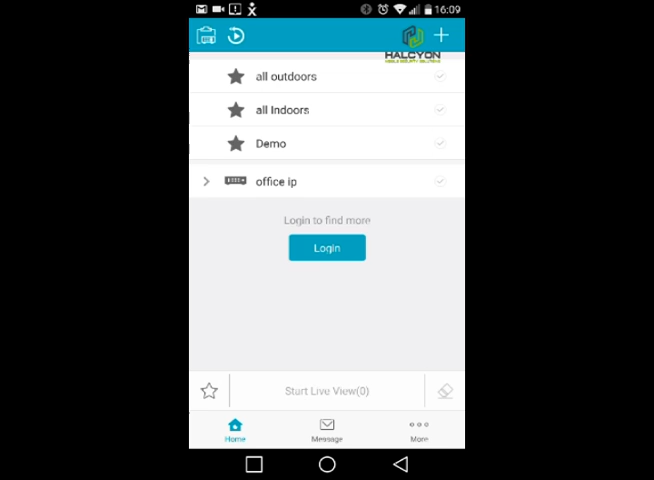 16:09
HALCYON
all outdoors
all Indoors
Demo
office ip
Login to find more
Login
Start Live View(0)
Home
Message
More